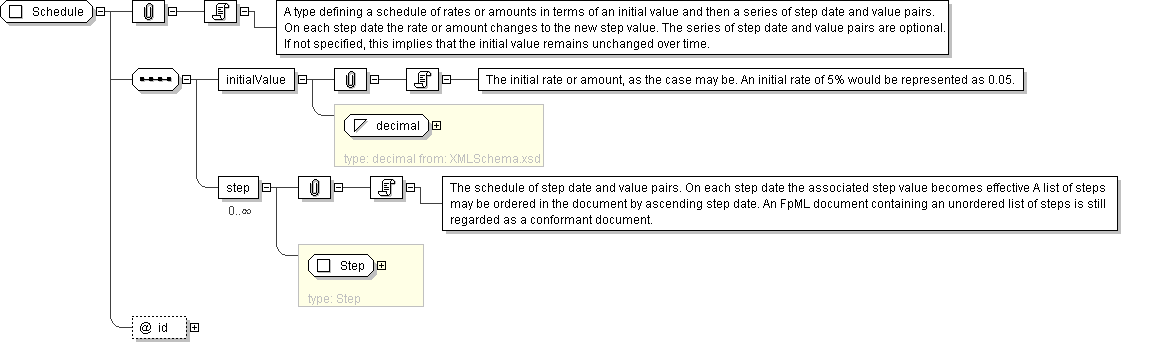 Schedule
A type defining a schedule of rates or amounts in terms of an initial value and then a series of step date and value pairs.
On each step date the rate or amount changes to the new step value. The series of step date and value pairs are optional.
If not specified, this implies that the initial value remains unchanged over time.
initialValue
The initial rate or amount, as the case may be. An initial rate of 5% would be represented as 0.05.
decimal
type: decimal from: XMLSchema.xsd
step
0..∞
The schedule of step date and value pairs. On each step date the associated step value becomes effective A list of steps
may be ordered in the document by ascending step date. An FpML document containing an unordered list of steps is still
regarded as a conformant document.
Step
type: Step
@ id